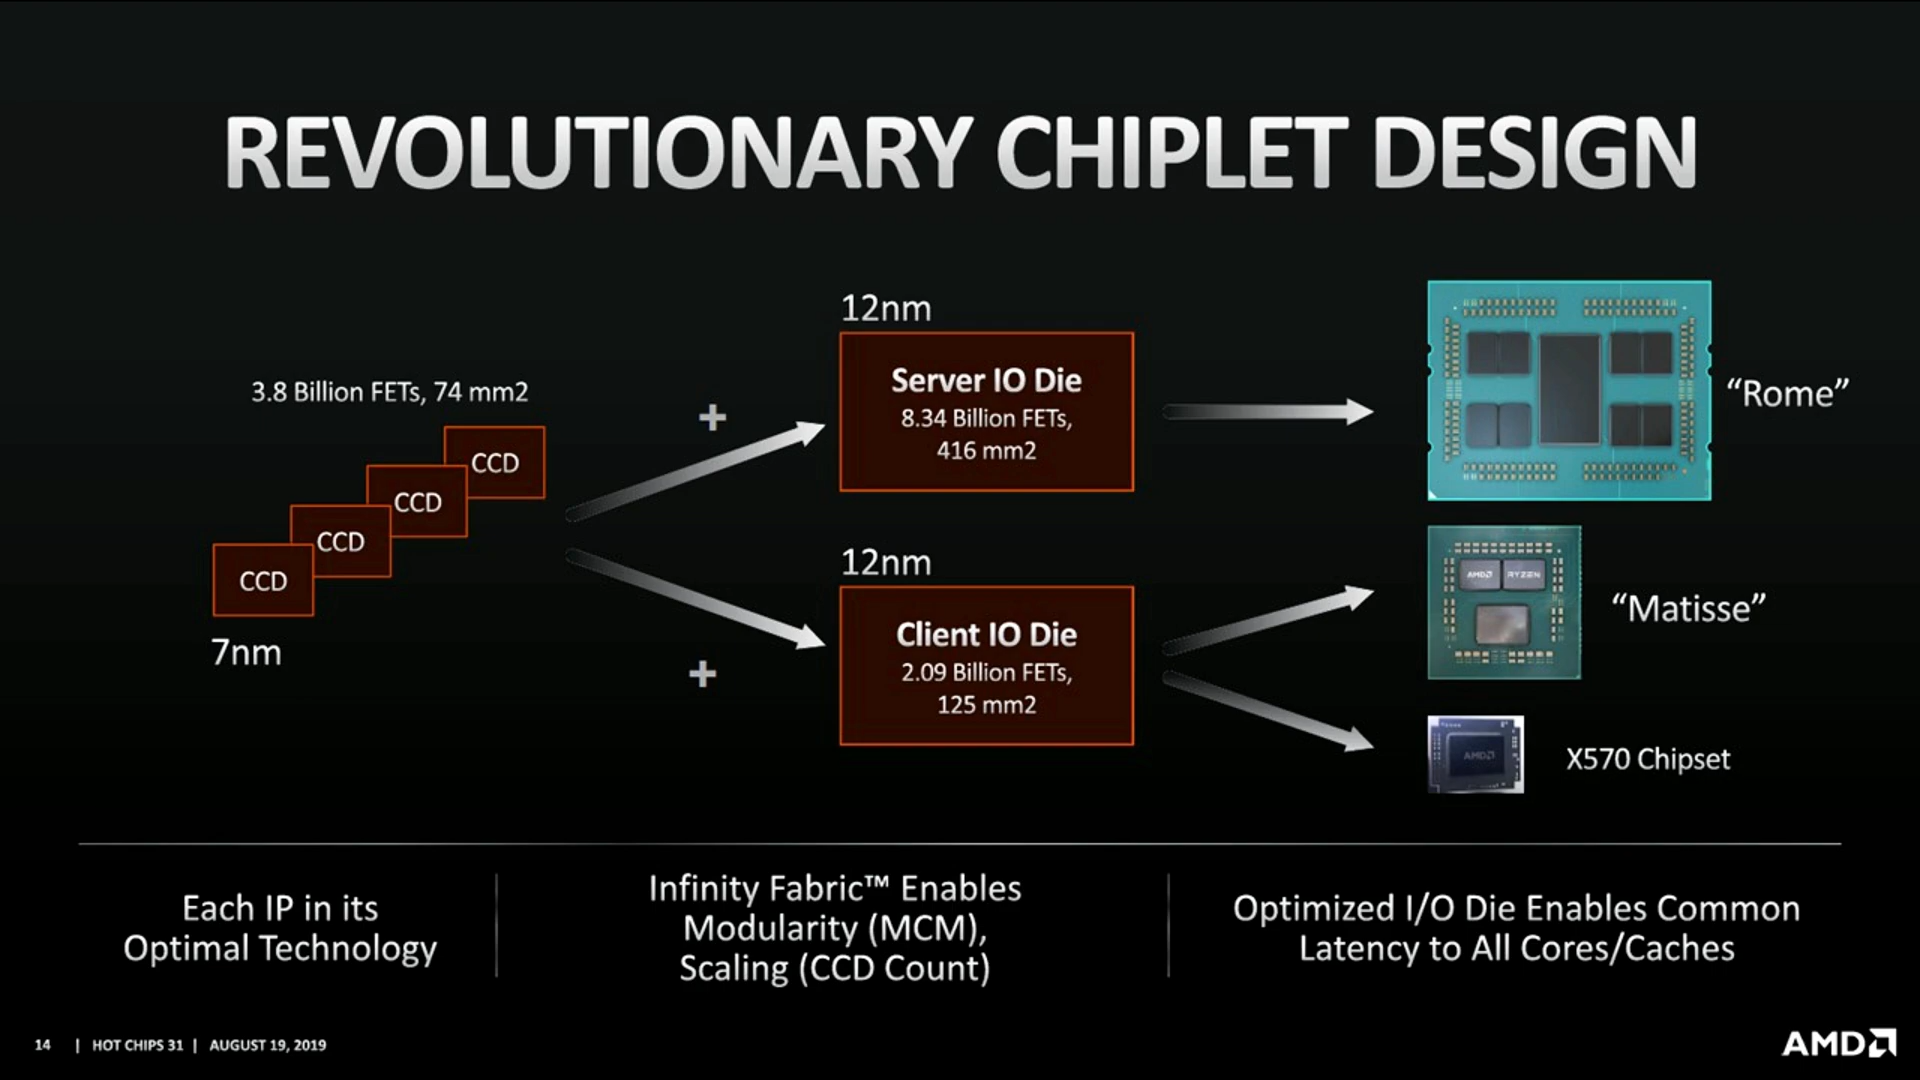 REVOLUTIONARY CHIPLET DESIGN
3.8 Billion FETs, 74 mm2
CCD
CCD
CCD
CCD
7nm
+
12nm
Server IO Die
8.34 Billion FETs,
416 mm2
"Rome"
+
12nm
Client IO Die
2.09 Billion FETs,
125 mm2
AMD RYZEN
"Matisse"
AMD
X570 Chipset
Each IP in its
Optimal Technology
Infinity Fabric™ Enables
Modularity (MCM),
Scaling (CCD Count)
Optimized I/O Die Enables Common
Latency to All Cores/Caches
14 | HOT CHIPS 31 | AUGUST 19, 2019
AMD